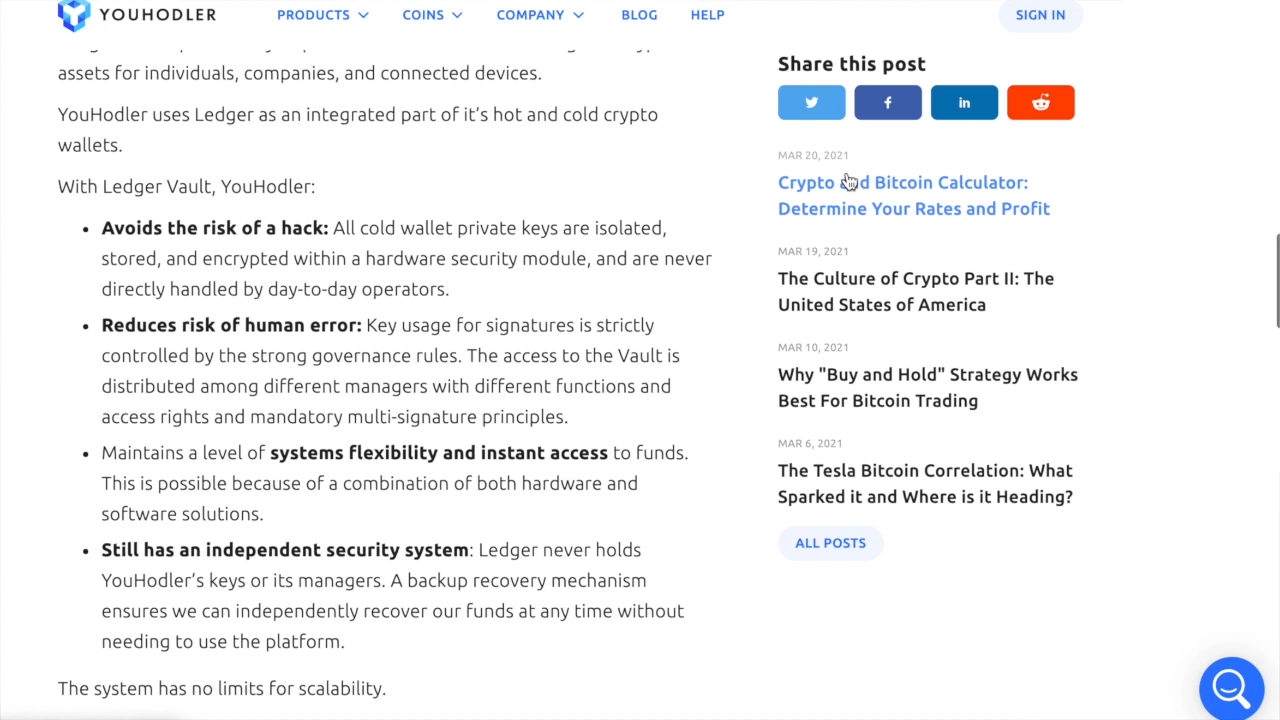 YOUHODLER
PRODUCTS
COINS
COMPANY
BLOG
HELP
SIGN IN
assets for individuals, companies, and connected devices.
YouHodler uses Ledger as an integrated part of it's hot and cold crypto
wallets.
With Ledger Vault, YouHodler:
• Avoids the risk of a hack: All cold wallet private keys are isolated,
stored, and encrypted within a hardware security module, and are never
directly handled by day-to-day operators.
• Reduces risk of human error: Key usage for signatures is strictly
controlled by the strong governance rules. The access to the Vault is
distributed among different managers with different functions and
access rights and mandatory multi-signature principles.
• Maintains a level of systems flexibility and instant access to funds.
This is possible because of a combination of both hardware and
software solutions.
• Still has an independent security system: Ledger never holds
YouHodler's keys or its managers. A backup recovery mechanism
ensures we can independently recover our funds at any time without
needing to use the platform.
The system has no limits for scalability.
Share this post
MAR 20, 2021
Crypto and Bitcoin Calculator:
Determine Your Rates and Profit
MAR 19, 2021
The Culture of Crypto Part II: The
United States of America
MAR 10, 2021
Why "Buy and Hold" Strategy Works
Best For Bitcoin Trading
MAR 6, 2021
The Tesla Bitcoin Correlation: What
Sparked it and Where is it Heading?
ALL POSTS